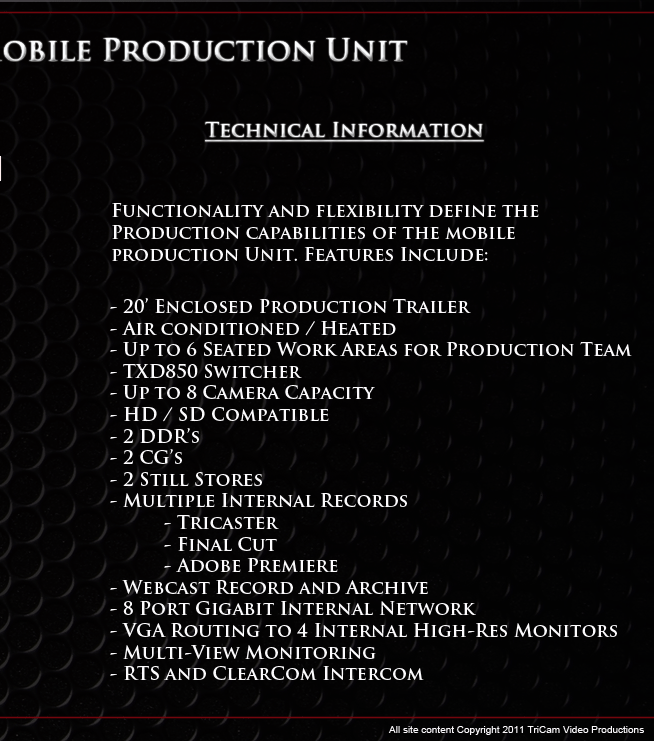 Mobile Production Unit
Technical Information
Functionality and flexibility define the
Production capabilities of the mobile
production Unit. Features Include:
- 20’ Enclosed Production Trailer
- Air conditioned / Heated
- Up to 6 Seated Work Areas for Production Team
- TXD850 Switcher
- Up to 8 Camera Capacity
- HD / SD Compatible
- 2 DDR’s
- 2 CG’s
- 2 Still Stores
- Multiple Internal Records
- Tricaster
- Final Cut
- Adobe Premiere
- Webcast Record and Archive
- 8 Port Gigabit Internal Network
- VGA Routing to 4 Internal High-Res Monitors
- Multi-View Monitoring
- RTS and ClearCom Intercom
All site content Copyright 2011 TriCam Video Productions